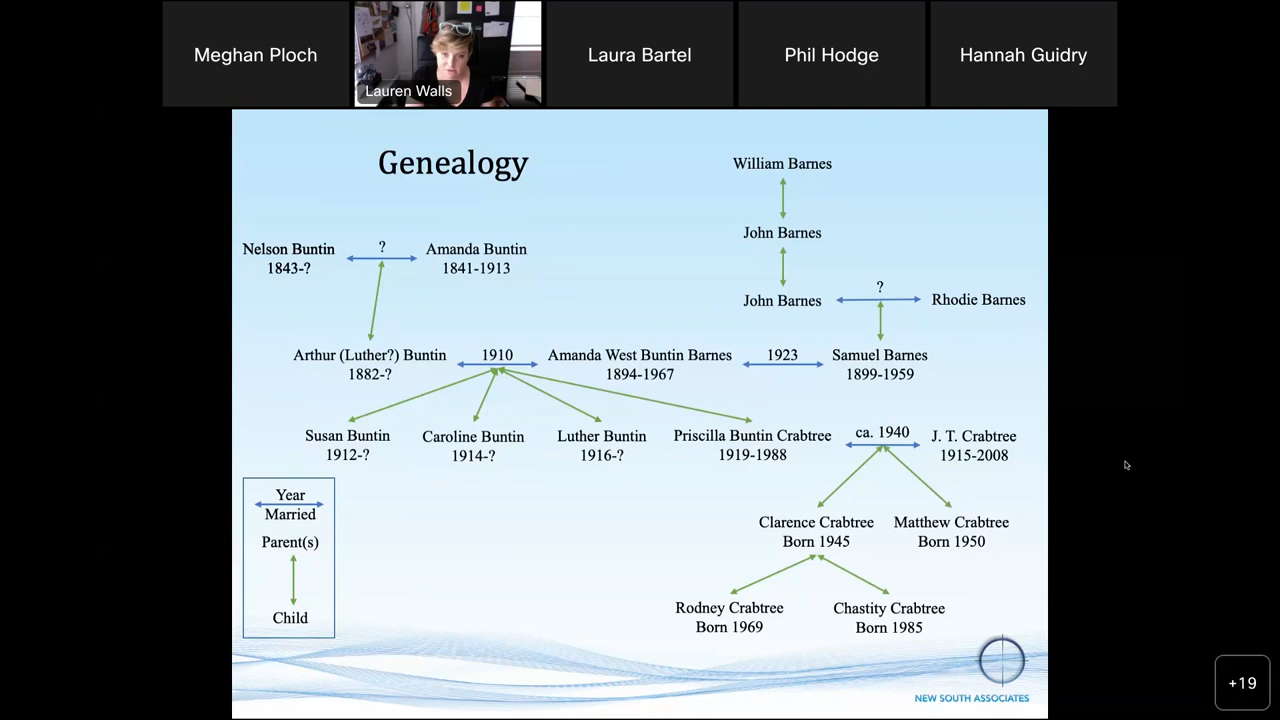 Meghan Ploch
Lauren Walls
Laura Bartel
Phil Hodge
Hannah Guidry
Genealogy
William Barnes
John Barnes
Nelson Buntin
1843-?
?
Amanda Buntin
1841-1913
John Barnes
?
Rhodie Barnes
Arthur (Luther?) Buntin
1882-?
1910
Amanda West Buntin Barnes
1894-1967
1923
Samuel Barnes
1899-1959
Susan Buntin
1912-?
Caroline Buntin
1914-?
Luther Buntin
1916-?
Priscilla Buntin Crabtree
1919-1988
ca. 1940
J. T. Crabtree
1915-2008
Clarence Crabtree
Born 1945
Matthew Crabtree
Born 1950
Rodney Crabtree
Born 1969
Chastity Crabtree
Born 1985
Year
Married
Parent(s)
Child
NEW SOUTH ASSOCIATES
+19